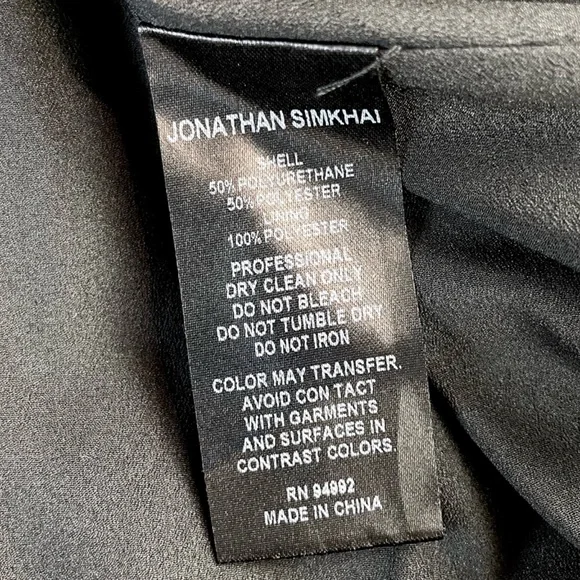 JONATHAN SIMKHAI
SHELL
50% POLYURETHANE
50% POLYESTER
LINING
100% POLYESTER
PROFESSIONAL
DRY CLEAN ONLY
DO NOT BLEACH
DO NOT TUMBLE DRY
DO NOT IRON
COLOR MAY TRANSFER.
AVOID CON TACT
WITH GARMENTS
AND SURFACES IN
CONTRAST COLORS.
RN 94992
MADE IN CHINA